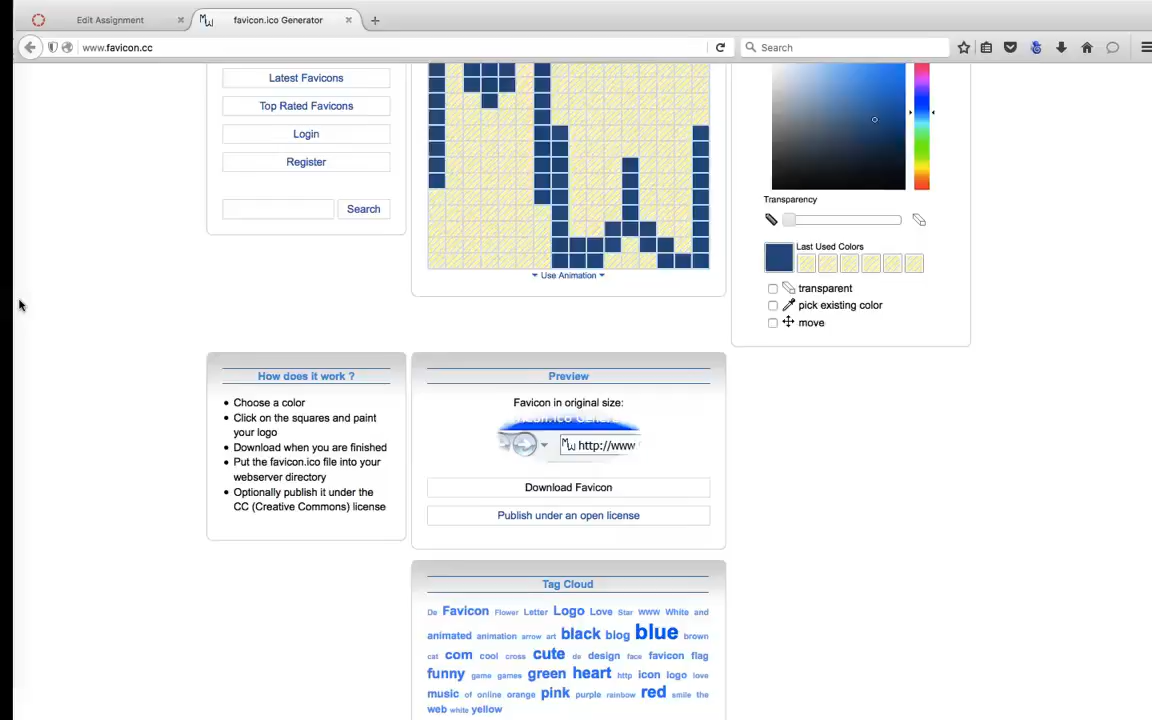 Edit Assignment
favicon.ico Generator
www.favicon.cc
Search
Latest Favicons
Top Rated Favicons
Login
Register
Search
Use Animation
Transparency
Last Used Colors
transparent
pick existing color
move
How does it work ?
Choose a color
Click on the squares and paint
your logo
Download when you are finished
Put the favicon.ico file into your
webserver directory
Optionally publish it under the
CC (Creative Commons) license
Preview
Favicon in original size:
http://www
Download Favicon
Publish under an open license
Tag Cloud
De Favicon Flower Letter Logo Love Star www White and
animated animation arrow art black blog blue brown
cat com cool cross cute de design face favicon flag
funny game games green heart http icon logo love
music of online orange pink purple rainbow red smile the
web white yellow